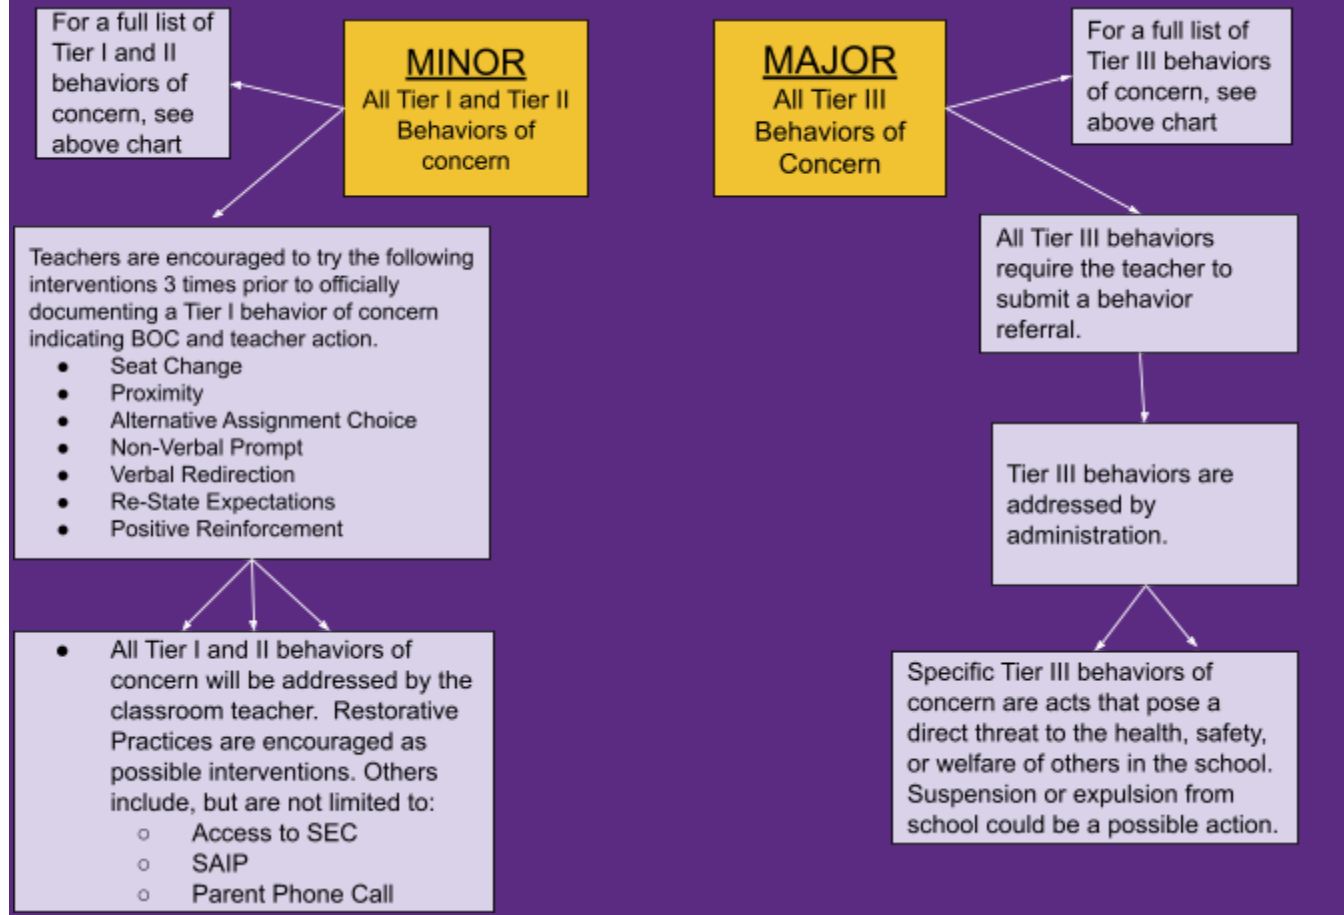 For a full list of
Tier I and II
behaviors of
concern, see
above chart
MINOR
All Tier I and Tier II
Behaviors of
concern
MAJOR
All Tier III
Behaviors of
Concern
For a full list of
Tier III behaviors
of concern, see
above chart
Teachers are encouraged to try the following
interventions 3 times prior to officially
documenting a Tier I behavior of concern
indicating BOC and teacher action.
● Seat Change
● Proximity
● Alternative Assignment Choice
● Non-Verbal Prompt
● Verbal Redirection
● Re-State Expectations
● Positive Reinforcement
All Tier III behaviors
require the teacher to
submit a behavior
referral.
Tier III behaviors are
addressed by
administration.
● All Tier I and II behaviors of
concern will be addressed by the
classroom teacher. Restorative
Practices are encouraged as
possible interventions. Others
include, but are not limited to:
○ Access to SEC
○ SAIP
○ Parent Phone Call
Specific Tier III behaviors of
concern are acts that pose a
direct threat to the health, safety,
or welfare of others in the school.
Suspension or expulsion from
school could be a possible action.